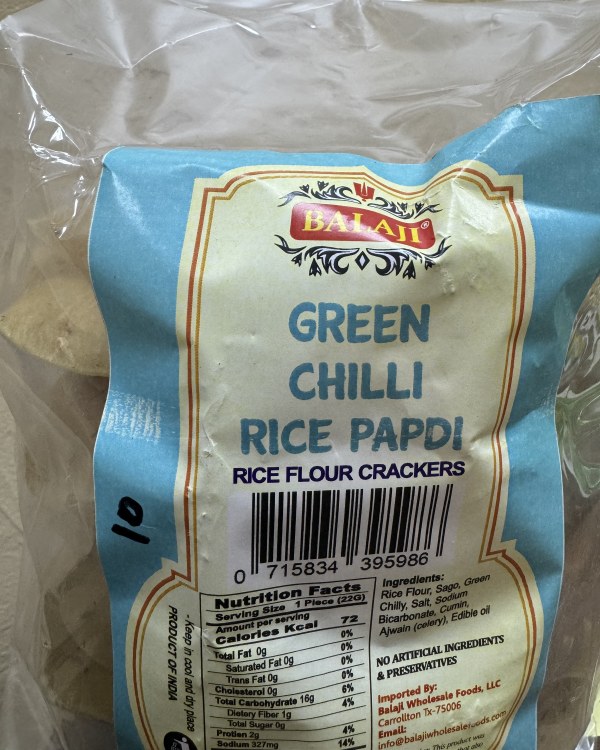 BALAJI®
GREEN
CHILLI
RICE PAPDI
RICE FLOUR CRACKERS
0 715834 395986
Nutrition Facts
Serving Size 1 Piece (22G)
Amount per serving
Calories Kcal 72
Total Fat 0g 0%
Saturated Fat 0g 0%
Trans Fat 0g 0%
Cholesterol 0g 0%
Total Carbohydrate 16g 6%
Dietary Fiber 1g 4%
Total Sugar 0g
Protien 2g 4%
Sodium 327mg 14%
Ingredients:
Rice Flour, Sago, Green
Chilly, Salt, Sodium
Bicarbonate, Cumin,
Ajwain (celery), Edible oil
NO ARTIFICIAL INGREDIENTS
& PRESERVATIVES
Imported By:
Balaji Wholesale Foods, LLC
Carrollton Tx-75006
Email:
info@balajiwholesalefoods.com
This product was
- Keep in cool and dry place
PRODUCT OF INDIA